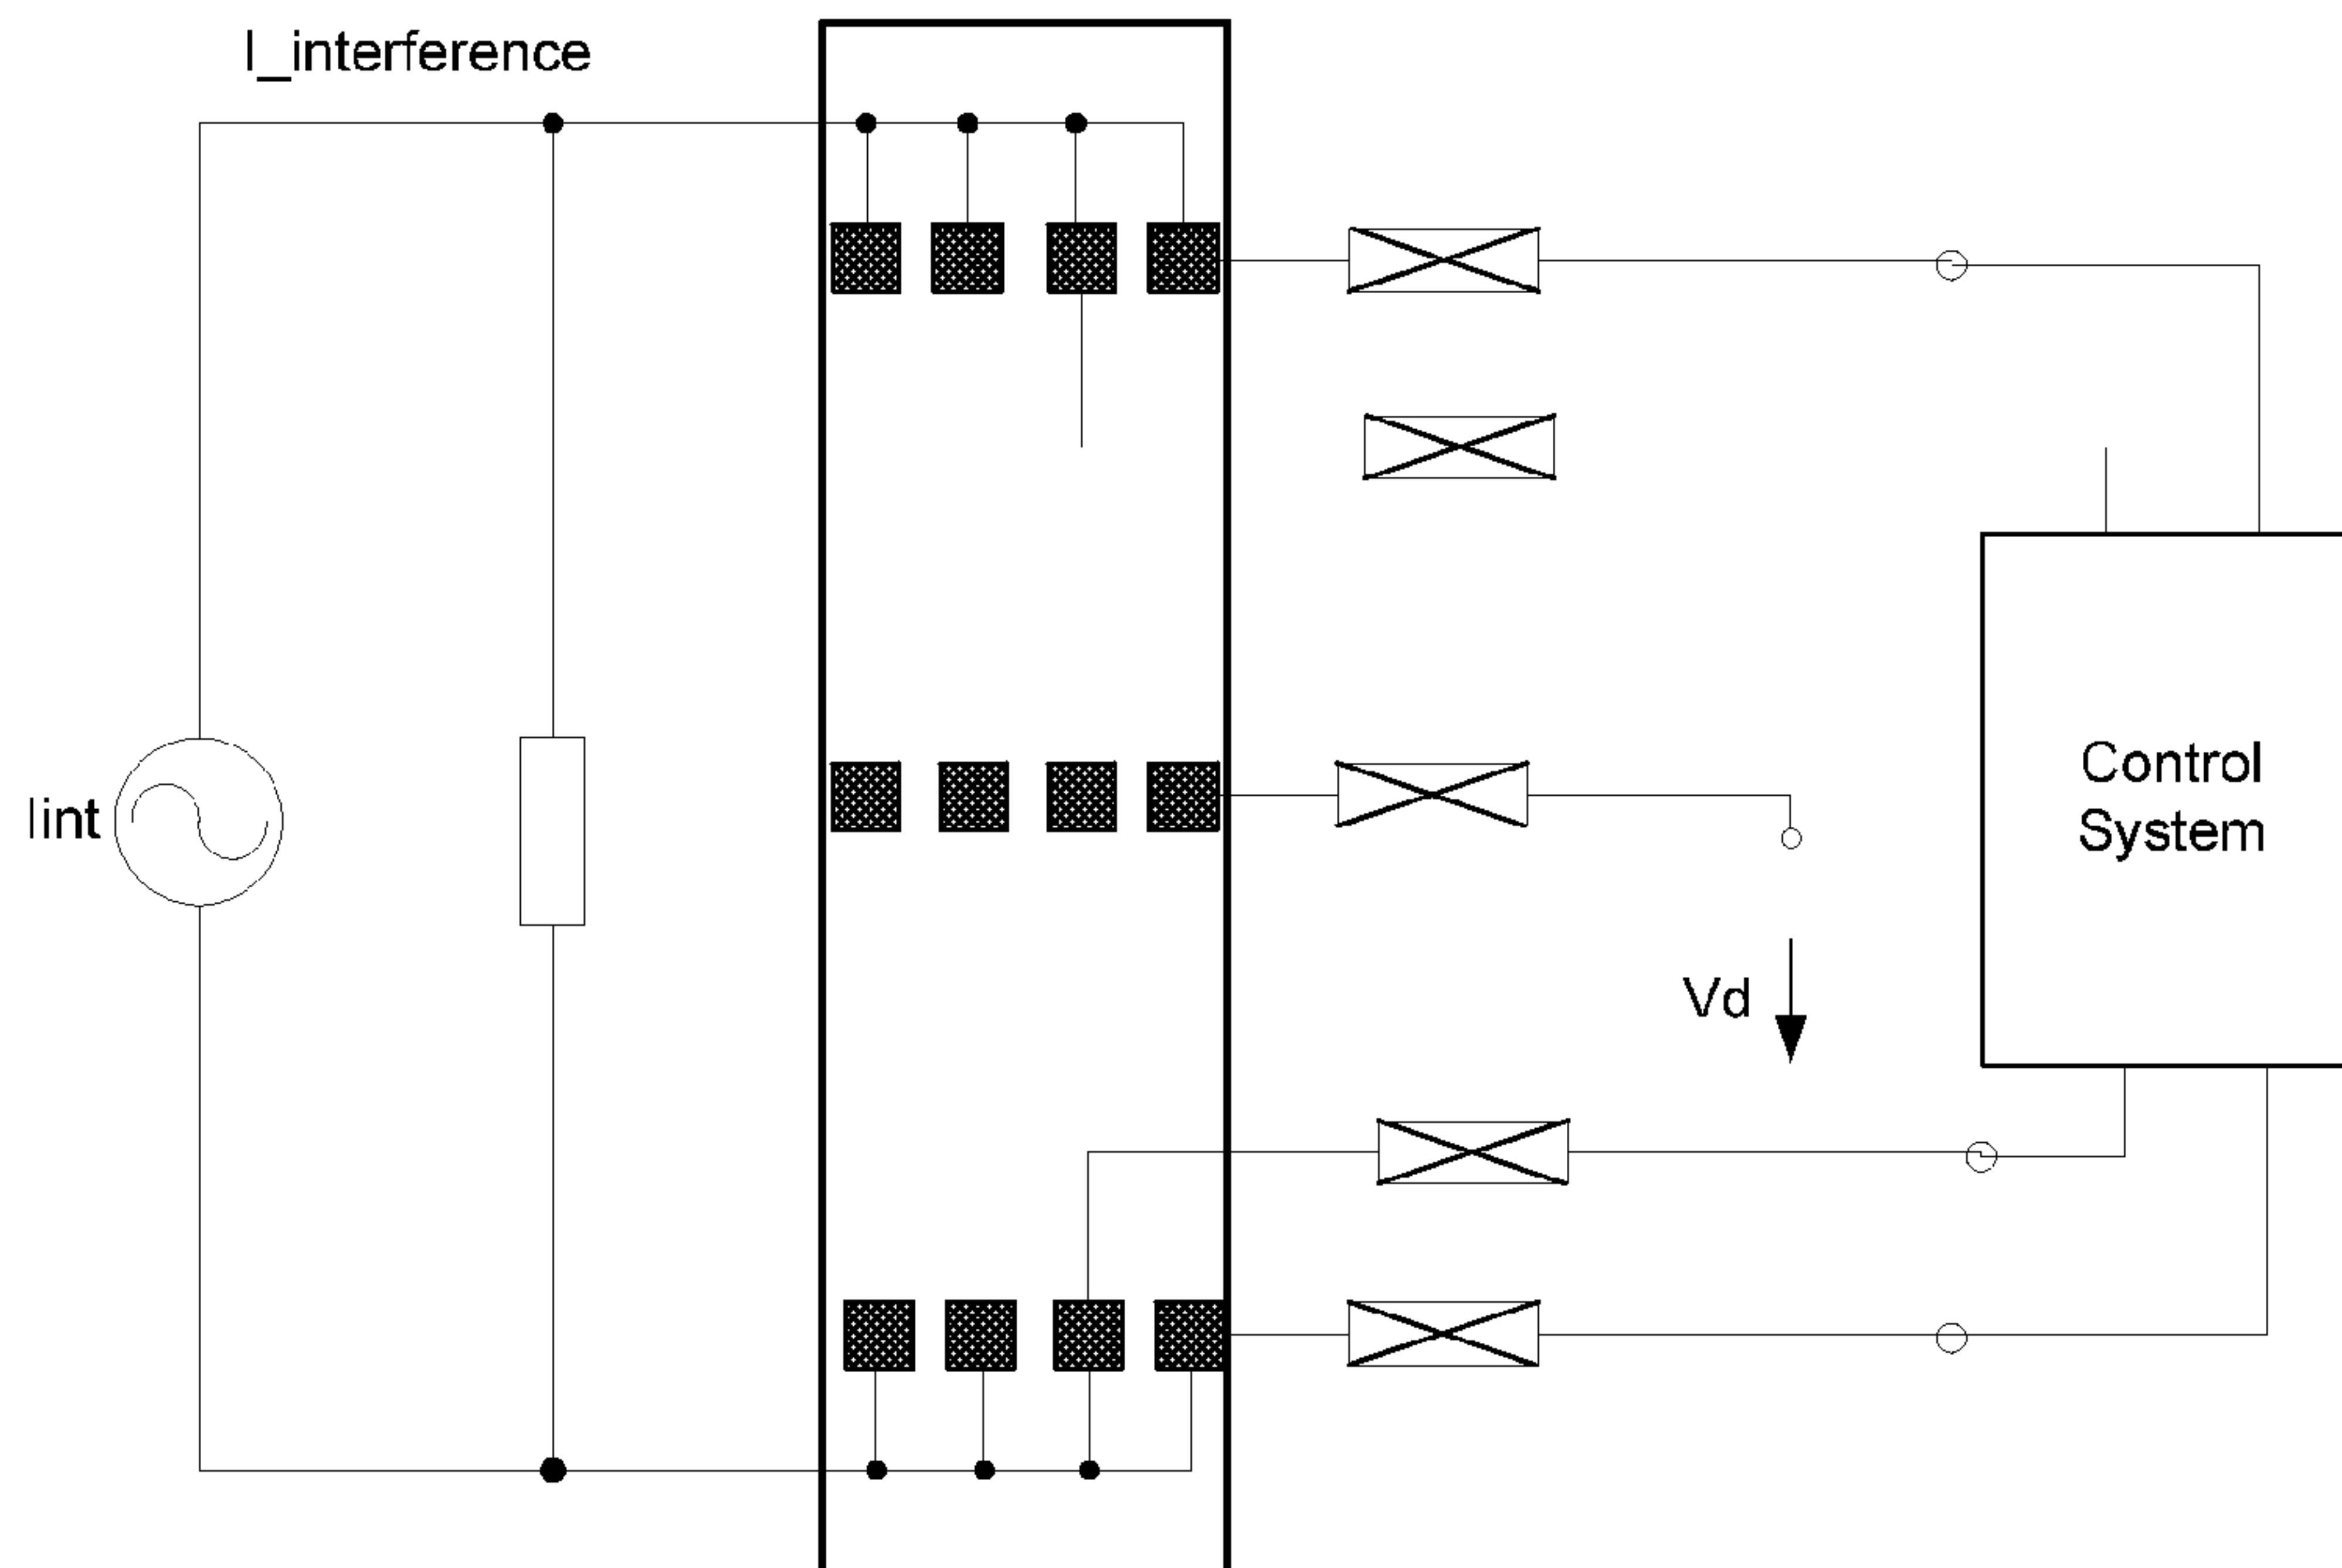 I_interference
Iint
Control
System
Vd